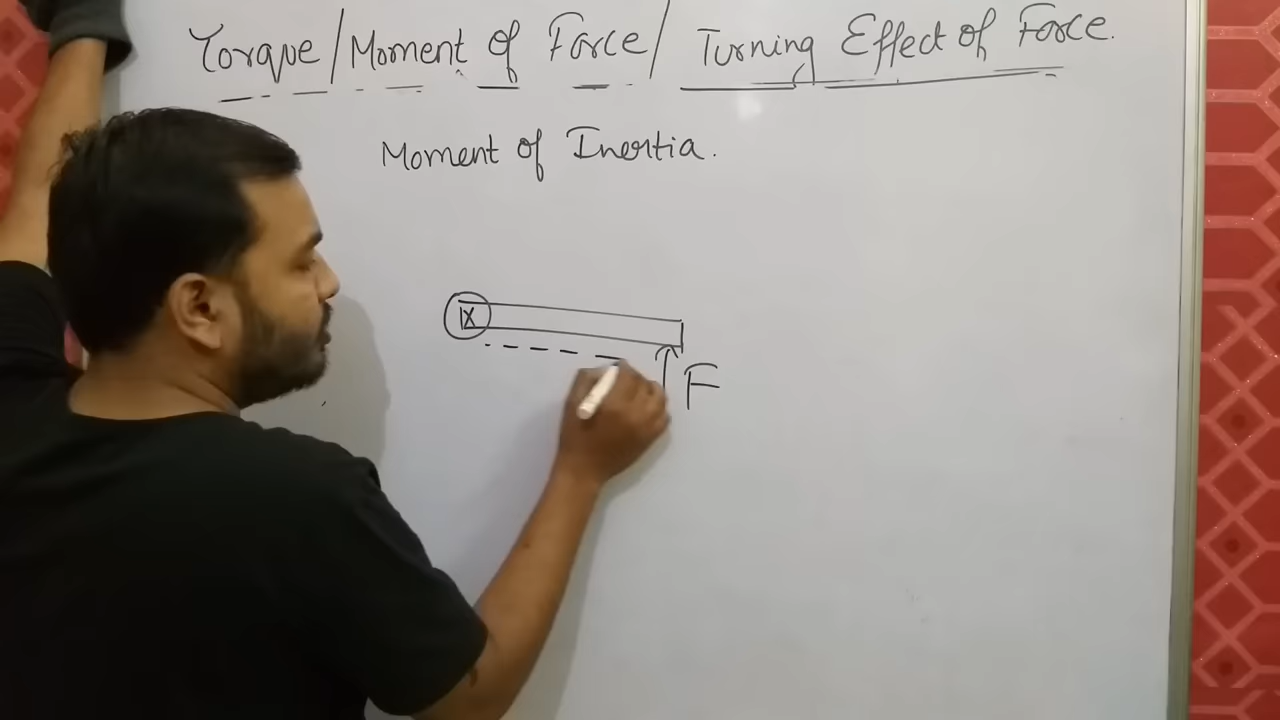 Torque/Moment of Force/ Turning Effect of Force.
Moment of Inertia.
X
F